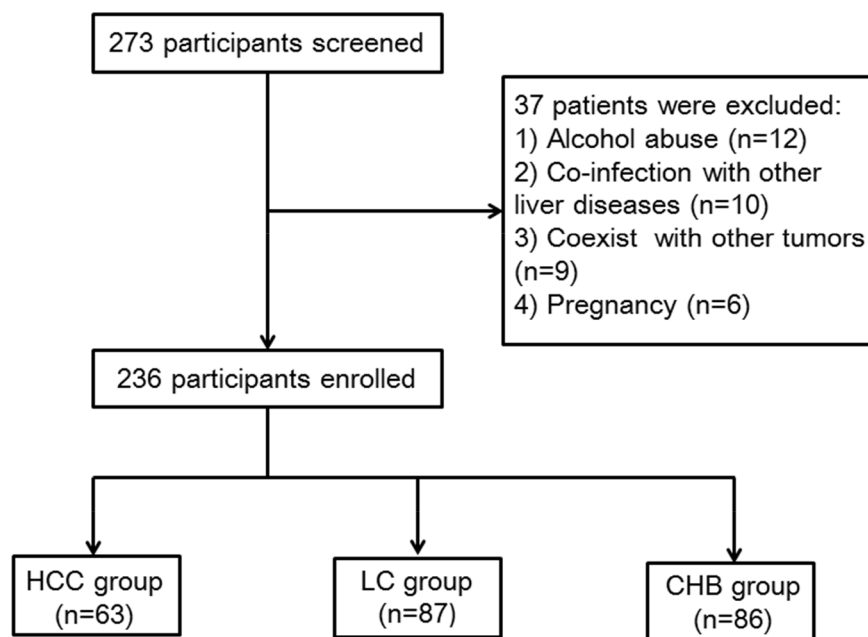 273 participants screened
37 patients were excluded:
1) Alcohol abuse (n=12)
2) Co-infection with other
liver diseases (n=10)
3) Coexist with other tumors
(n=9)
4) Pregnancy (n=6)
236 participants enrolled
HCC group
(n=63)
LC group
(n=87)
CHB group
(n=86)